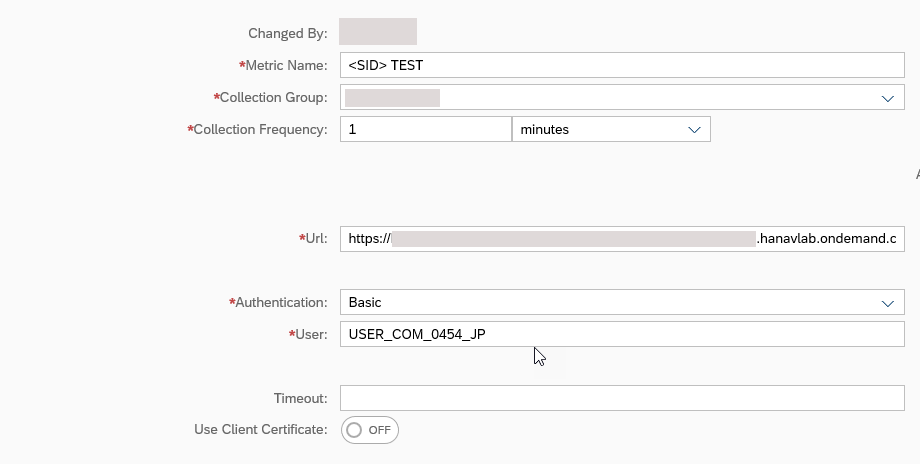 Changed By:
*Metric Name: <SID> TEST
*Collection Group:
*Collection Frequency: 1 minutes
*Url: https:// .hanavlab.ondemand.c
*Authentication: Basic
*User: USER_COM_0454_JP
Timeout:
Use Client Certificate: OFF